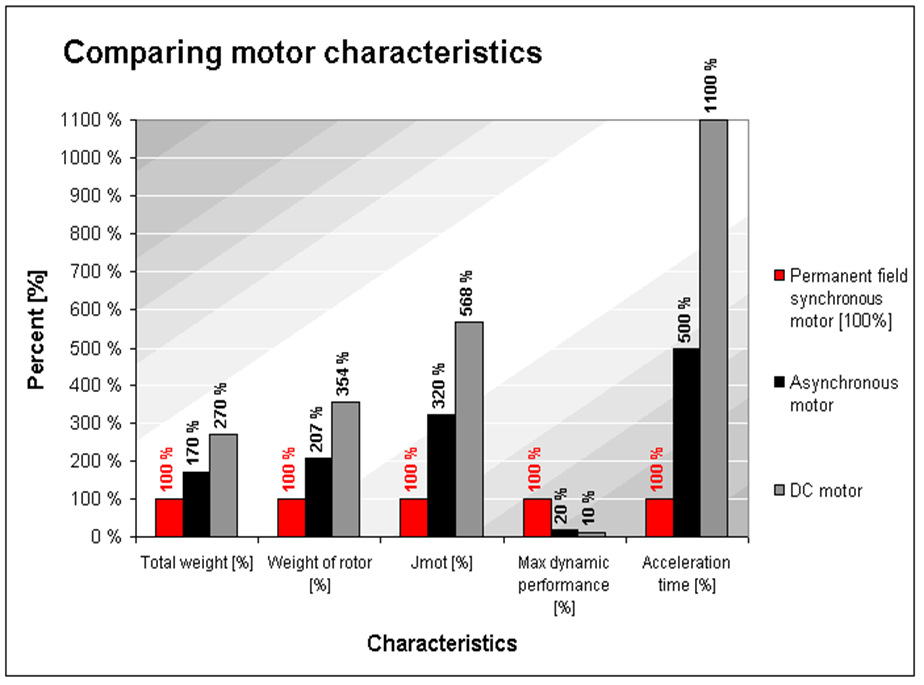 Comparing motor characteristics
1100 %
1000 %
900 %
800 %
700 %
600 %
500 %
400 %
300 %
200 %
100 %
0 %
Percent [%]
100 %
170 %
270 %
100 %
207 %
354 %
100 %
320 %
568 %
100 %
20 %
10 %
100 %
500 %
1100 %
Total weight [%]
Weight of rotor
[%]
Jmot [%]
Max dynamic
performance
[%]
Acceleration
time [%]
Characteristics
Permanent field
synchronous
motor [100%]
Asynchronous
motor
DC motor